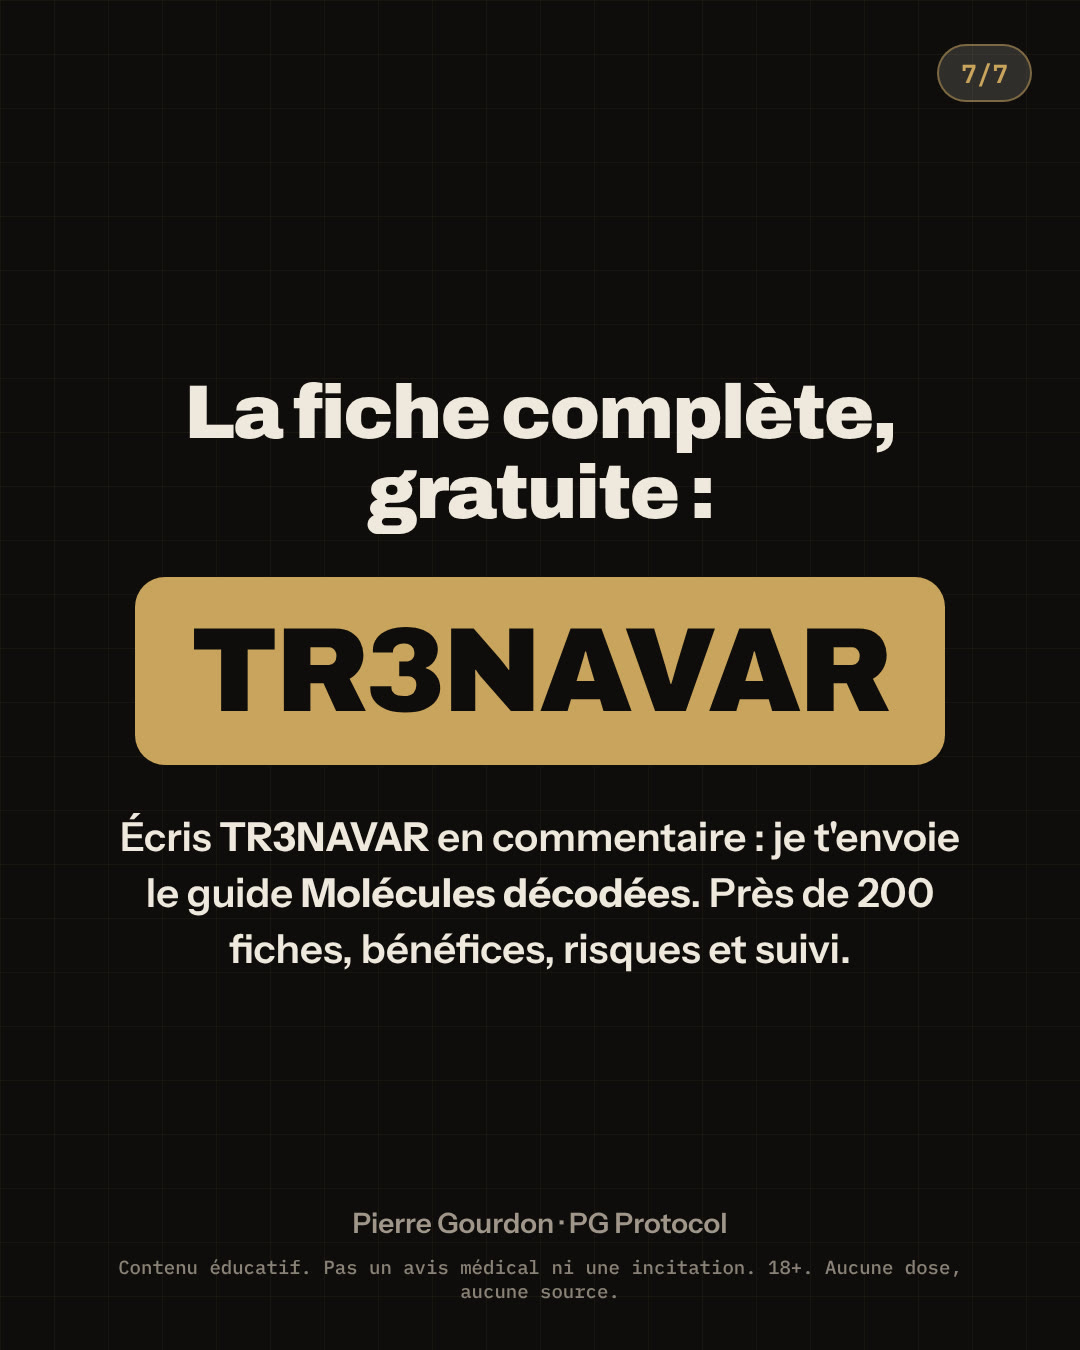 7/7
La fiche complète,
gratuite :
TR3NAVAR
Écris TR3NAVAR en commentaire : je t'envoie
le guide Molécules décodées. Près de 200
fiches, bénéfices, risques et suivi.
Pierre Gourdon · PG Protocol
Contenu éducatif. Pas un avis médical ni une incitation. 18+. Aucune dose,
aucune source.